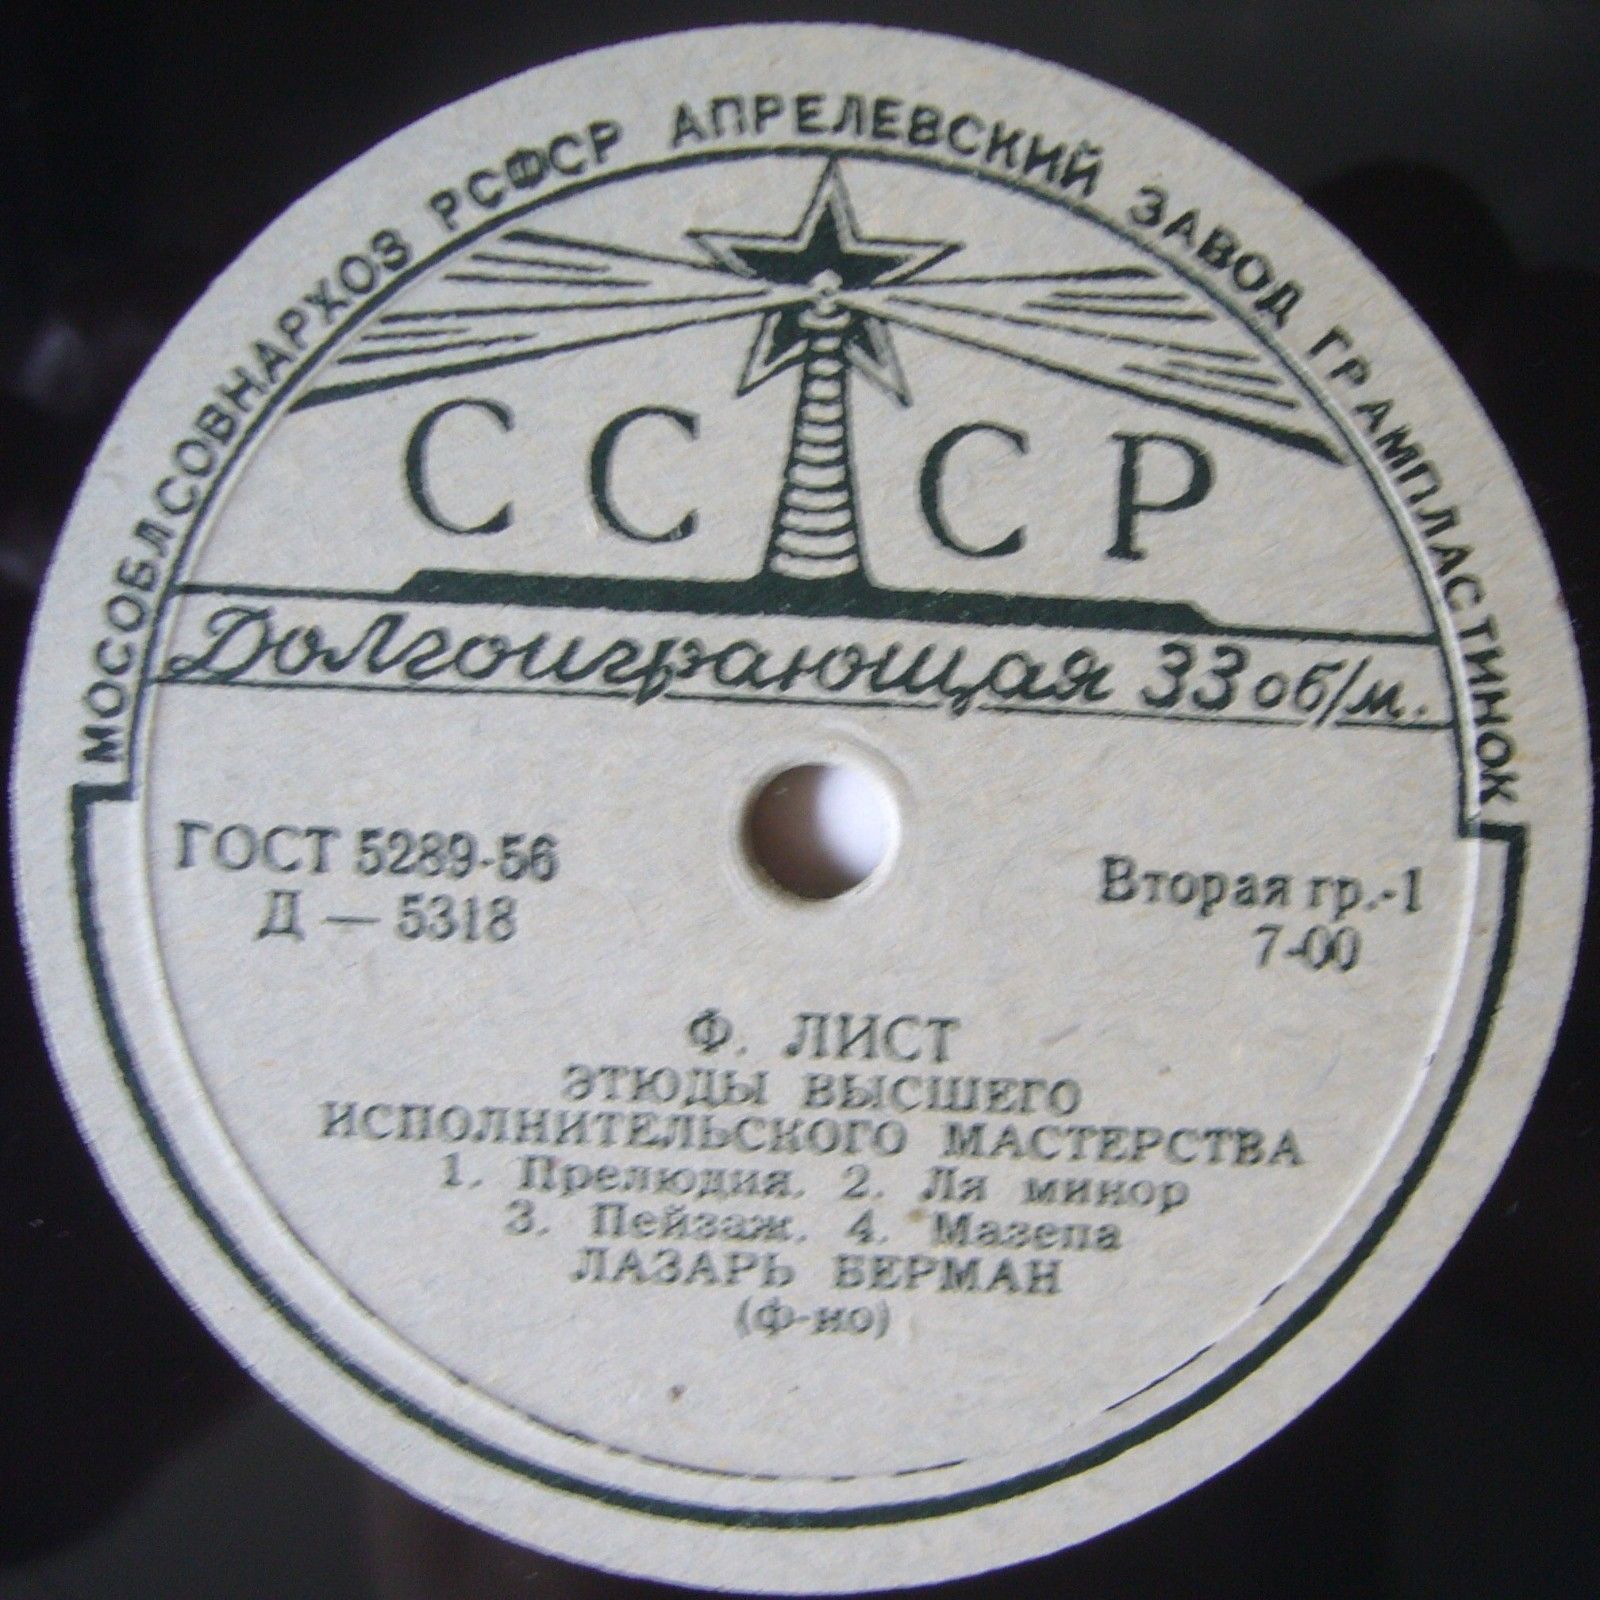 МОСОБЛСОВНАРХОЗ РСФСР АПРЕЛЕВСКИЙ ЗАВОД ГРАМПЛАСТИНОК
СССР
Долгоиграющая 33 об/м.
ГОСТ 5289-56
Д — 5318
Вторая гр.-1
7-00
Ф. ЛИСТ
ЭТЮДЫ ВЫСШЕГО
ИСПОЛНИТЕЛЬСКОГО МАСТЕРСТВА
1. Прелюдия. 2. Ля минор
3. Пейзаж. 4. Мазепа
ЛАЗАРЬ БЕРМАН
(ф-но)